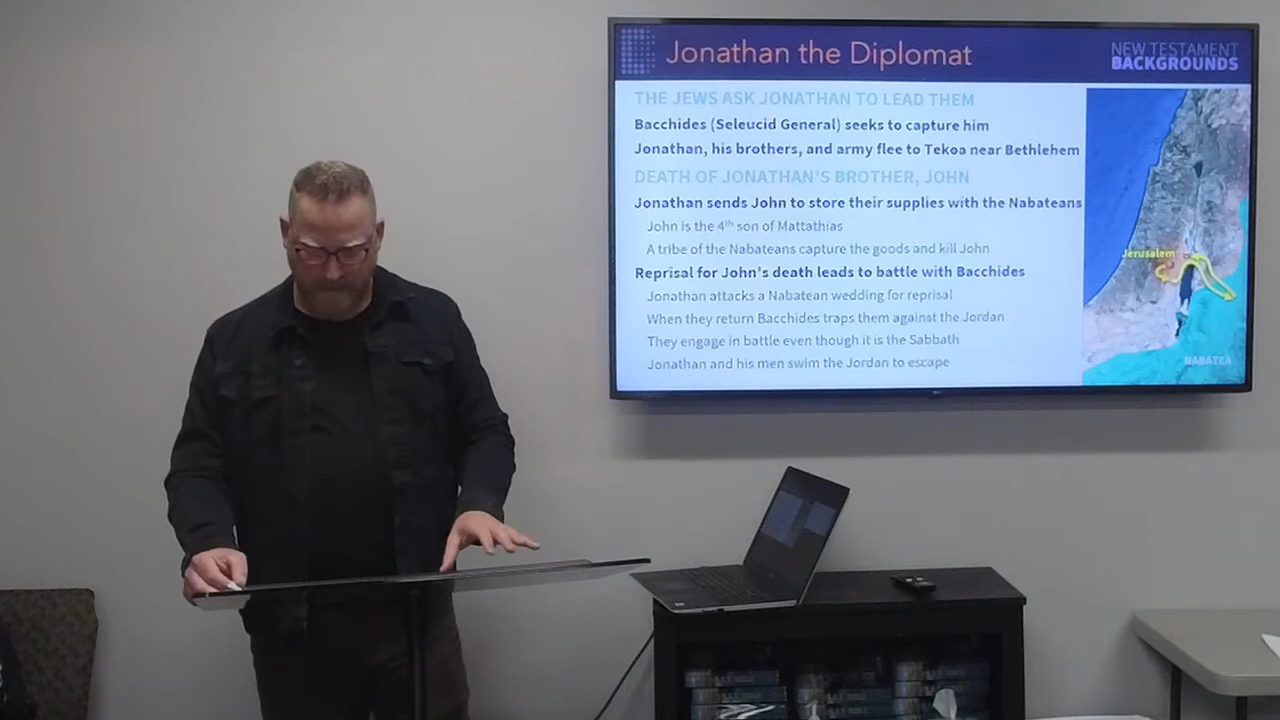 Jonathan the Diplomat
NEW TESTAMENT
BACKGROUNDS
THE JEWS ASK JONATHAN TO LEAD THEM
Bacchides (Seleucid General) seeks to capture him
Jonathan, his brothers, and army flee to Tekoa near Bethlehem
DEATH OF JONATHAN'S BROTHER, JOHN
Jonathan sends John to store their supplies with the Nabateans
John is the 4th son of Mattathias
A tribe of the Nabateans capture the goods and kill John
Reprisal for John's death leads to battle with Bacchides
Jonathan attacks a Nabatean wedding for reprisal
When they return Bacchides traps them against the Jordan
They engage in battle even though it is the Sabbath
Jonathan and his men swim the Jordan to escape
Jerusalem
NABATEA